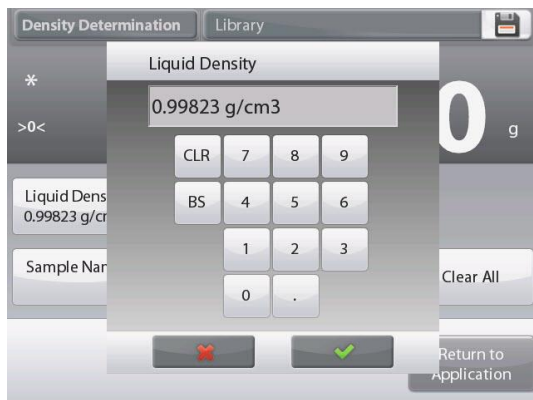 Density Determination
Library
Liquid Density
*
0.99823 g/cm3
>0<
0 g
CLR 7 8 9
Liquid Dens
0.99823 g/cr
BS 4 5 6
1 2 3
Sample Nar
Clear All
0 .
Return to
Application